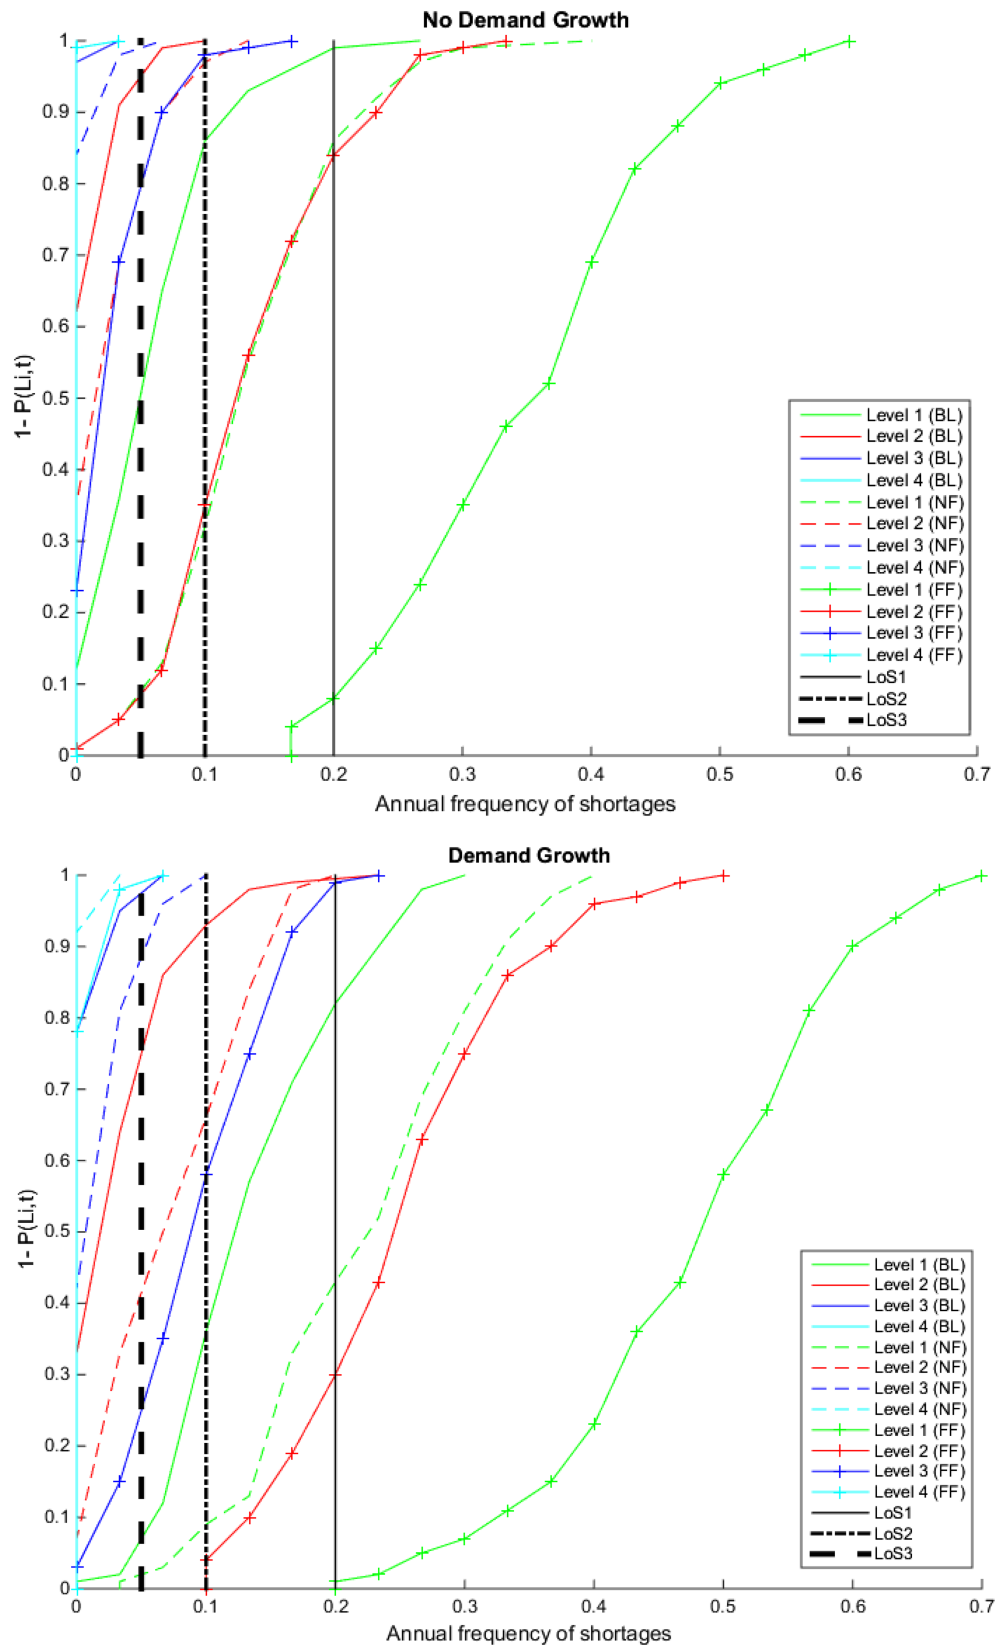 No Demand Growth
1
0.9
0.8
0.7
0.6
0.5
0.4
0.3
0.2
0.1
0
1- P(Li,t)
Level 1 (BL)
Level 2 (BL)
Level 3 (BL)
Level 4 (BL)
Level 1 (NF)
Level 2 (NF)
Level 3 (NF)
Level 4 (NF)
Level 1 (FF)
Level 2 (FF)
Level 3 (FF)
Level 4 (FF)
LoS1
LoS2
LoS3
0 0.1 0.2 0.3 0.4 0.5 0.6 0.7
Annual frequency of shortages
Demand Growth
1
0.9
0.8
0.7
0.6
0.5
0.4
0.3
0.2
0.1
0
1- P(Li,t)
Level 1 (BL)
Level 2 (BL)
Level 3 (BL)
Level 4 (BL)
Level 1 (NF)
Level 2 (NF)
Level 3 (NF)
Level 4 (NF)
Level 1 (FF)
Level 2 (FF)
Level 3 (FF)
Level 4 (FF)
LoS1
LoS2
LoS3
0 0.1 0.2 0.3 0.4 0.5 0.6 0.7
Annual frequency of shortages